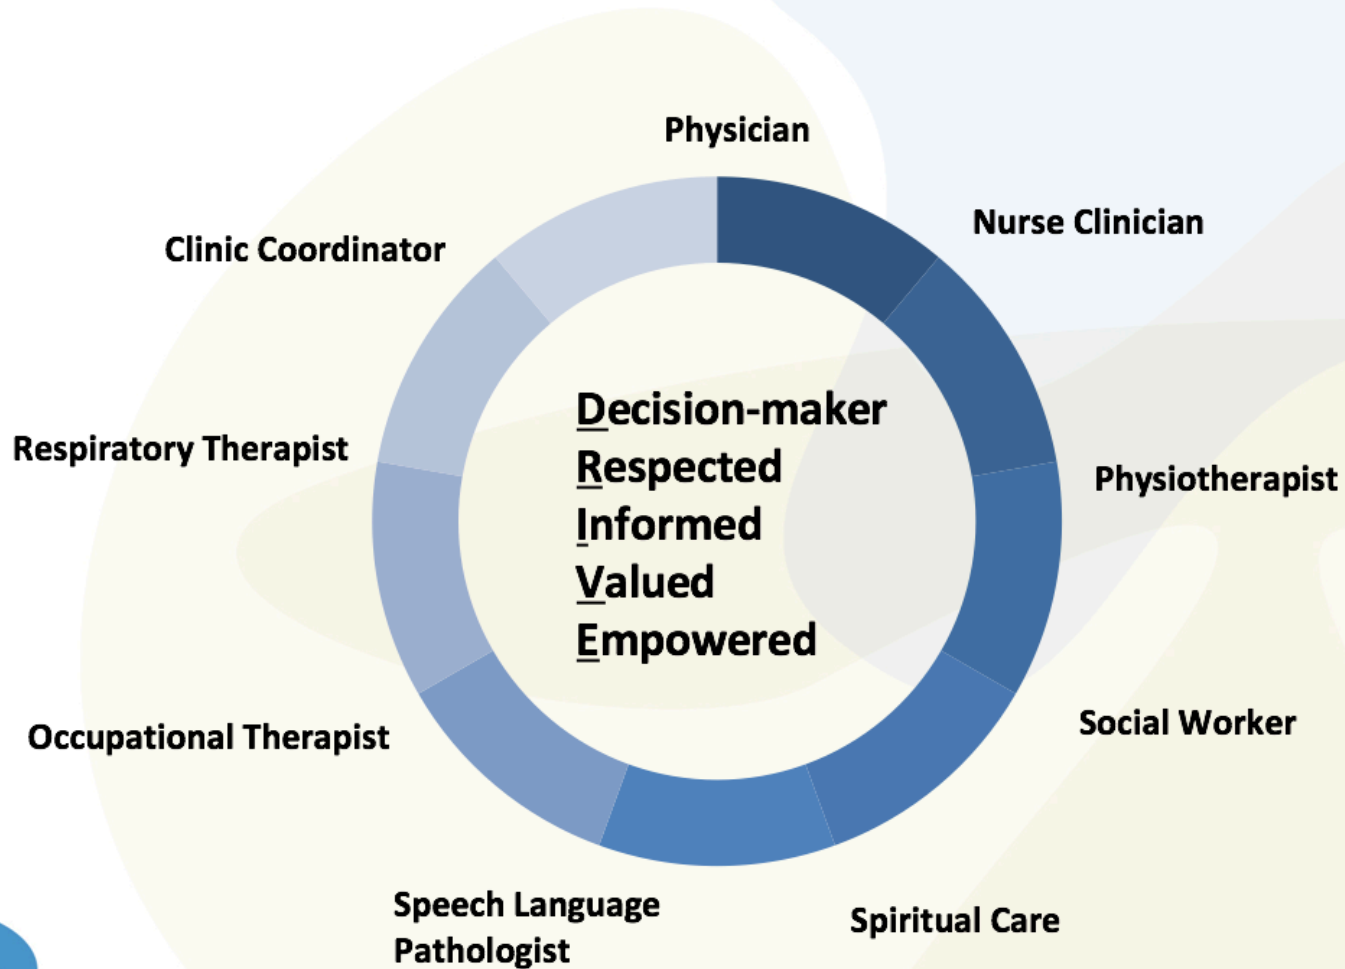 Physician
Nurse Clinician
Clinic Coordinator
Decision-maker
Respected
Informed
Valued
Empowered
Respiratory Therapist
Physiotherapist
Occupational Therapist
Social Worker
Speech Language
Pathologist
Spiritual Care